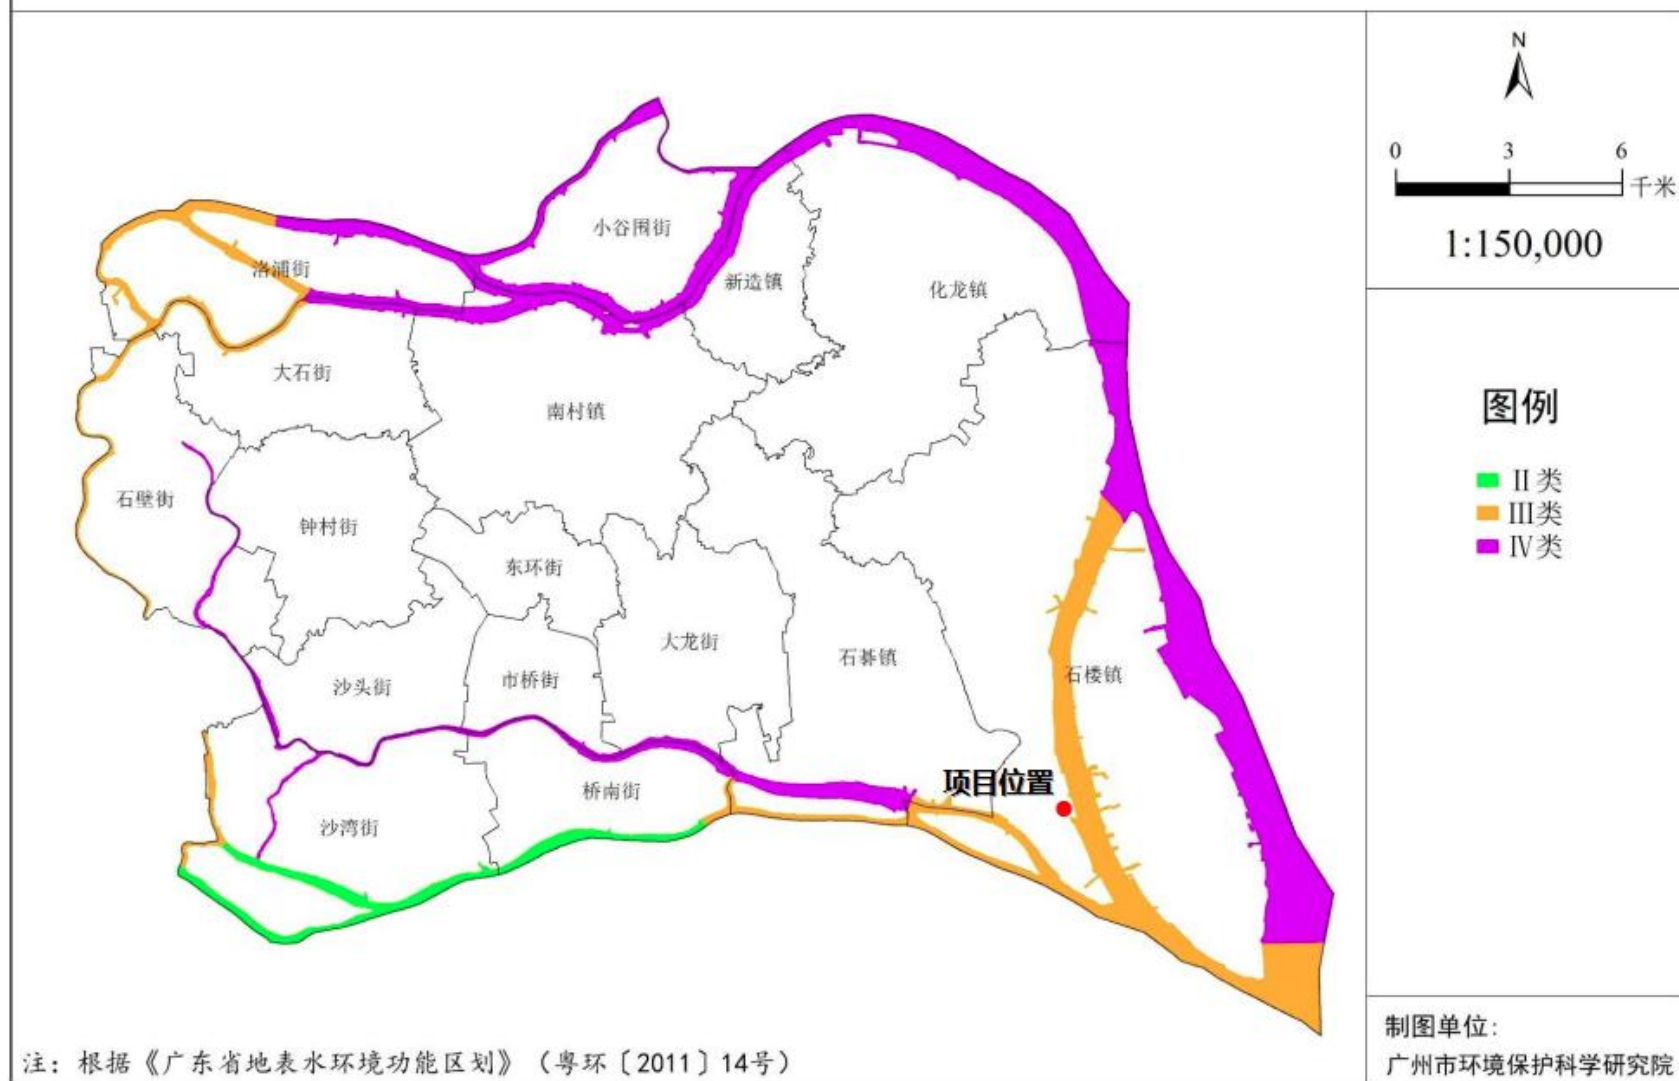 N
0 3 6
千米
1:150,000
图例
II类
III类
IV类
小谷围街
洛浦街
新造镇
化龙镇
大石街
南村镇
石壁街
钟村街
东环街
大龙街
石碁镇
石楼镇
沙头街
市桥街
项目位置
桥南街
沙湾街
注：根据《广东省地表水环境功能区划》（粤环〔2011〕14号）
制图单位：
广州市环境保护科学研究院